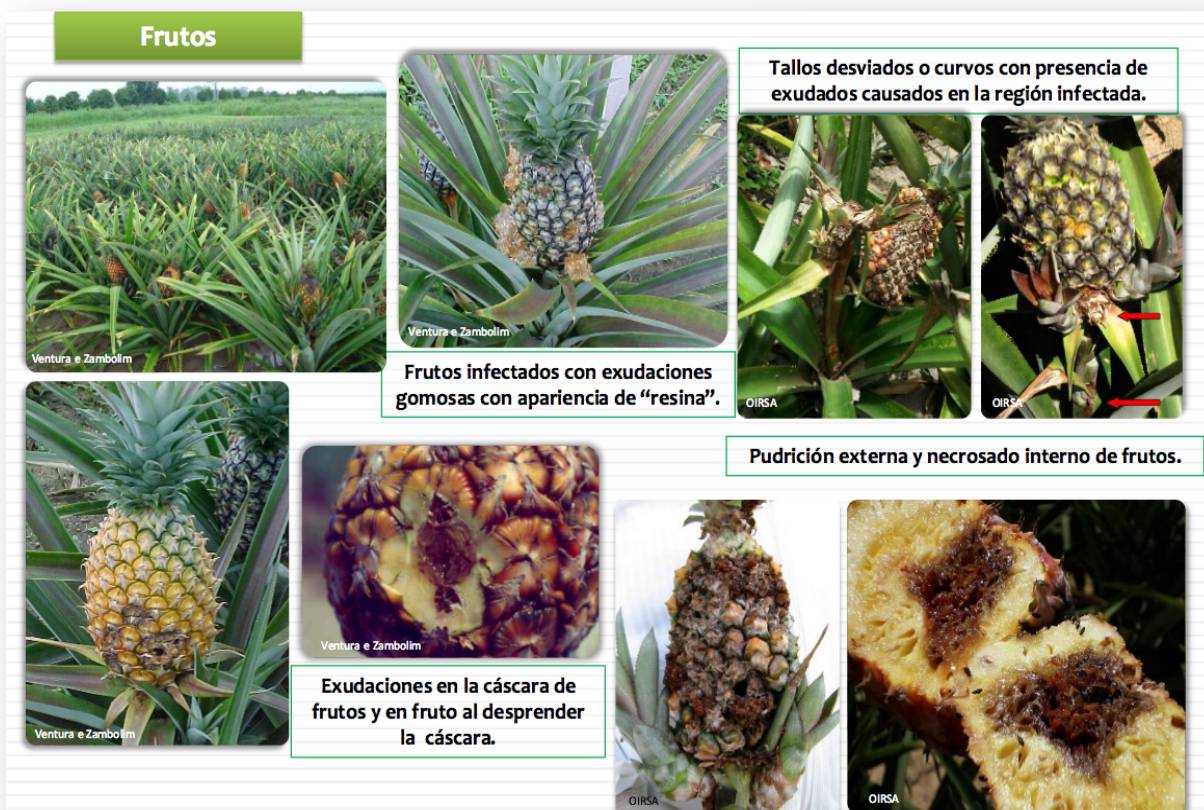 Frutos
Ventura e Zambolim
Ventura e Zambolim
Frutos infectados con exudaciones
gomosas con apariencia de “resina”.
Tallos desviados o curvos con presencia de
exudados causados en la región infectada.
OIRSA
OIRSA
Ventura e Zambolim
Ventura e Zambolim
Exudaciones en la cáscara de
frutos y en fruto al desprender
la cáscara.
Pudrición externa y necrosado interno de frutos.
OIRSA
OIRSA